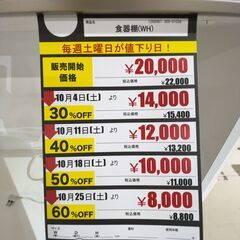 商品名
食器棚(WH)
毎週土曜日が値下り日!
販売開始価格 ¥20,000
税込価格 ¥22,000
10月4日(土)より ¥14,000
30%OFF 税込価格 ¥15,400
10月11日(土)より ¥12,000
40%OFF 税込価格 ¥13,200
10月18日(土)より ¥10,000
50%OFF 税込価格 ¥11,000
10月25日(土)より ¥8,000
60%OFF 税込価格 ¥8,800
サイズ
W D H